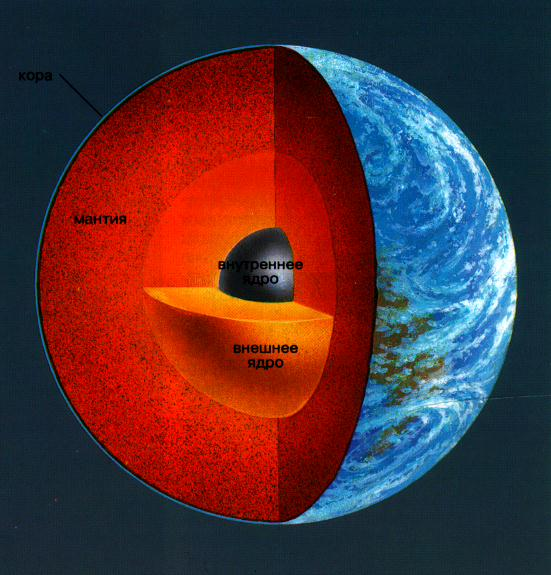 кора
мантия
внутреннее
ядро
внешнее
ядро